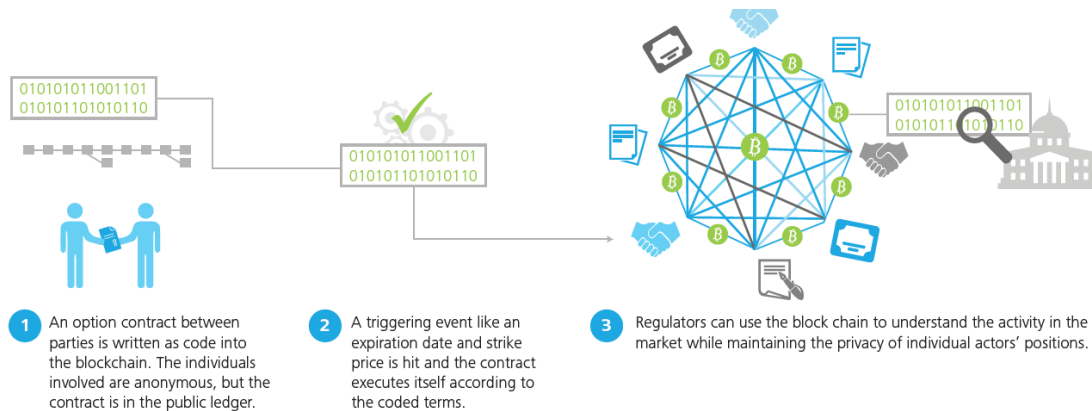 010101011001101
010101101010110
010101011001101
010101101010110
010101011001101
010101101010110
1
An option contract between
parties is written as code into
the blockchain. The individuals
involved are anonymous, but the
contract is in the public ledger.
2
A triggering event like an
expiration date and strike
price is hit and the contract
executes itself according to
the coded terms.
3
Regulators can use the block chain to understand the activity in the
market while maintaining the privacy of individual actors’ positions.